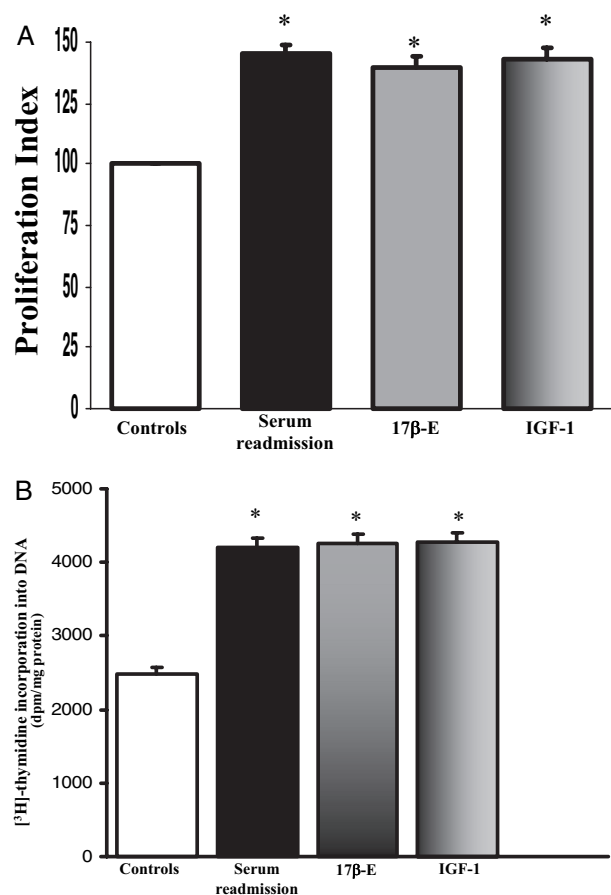 A
Proliferation Index
150
125
100
75
50
25
0
*
*
*
Controls
Serum
readmission
17β-E
IGF-1
B
[³H]-thymidine incorporation into DNA
(dpm/mg protein)
5000
4000
3000
2000
1000
0
*
*
*
Controls
Serum
readmission
17β-E
IGF-1